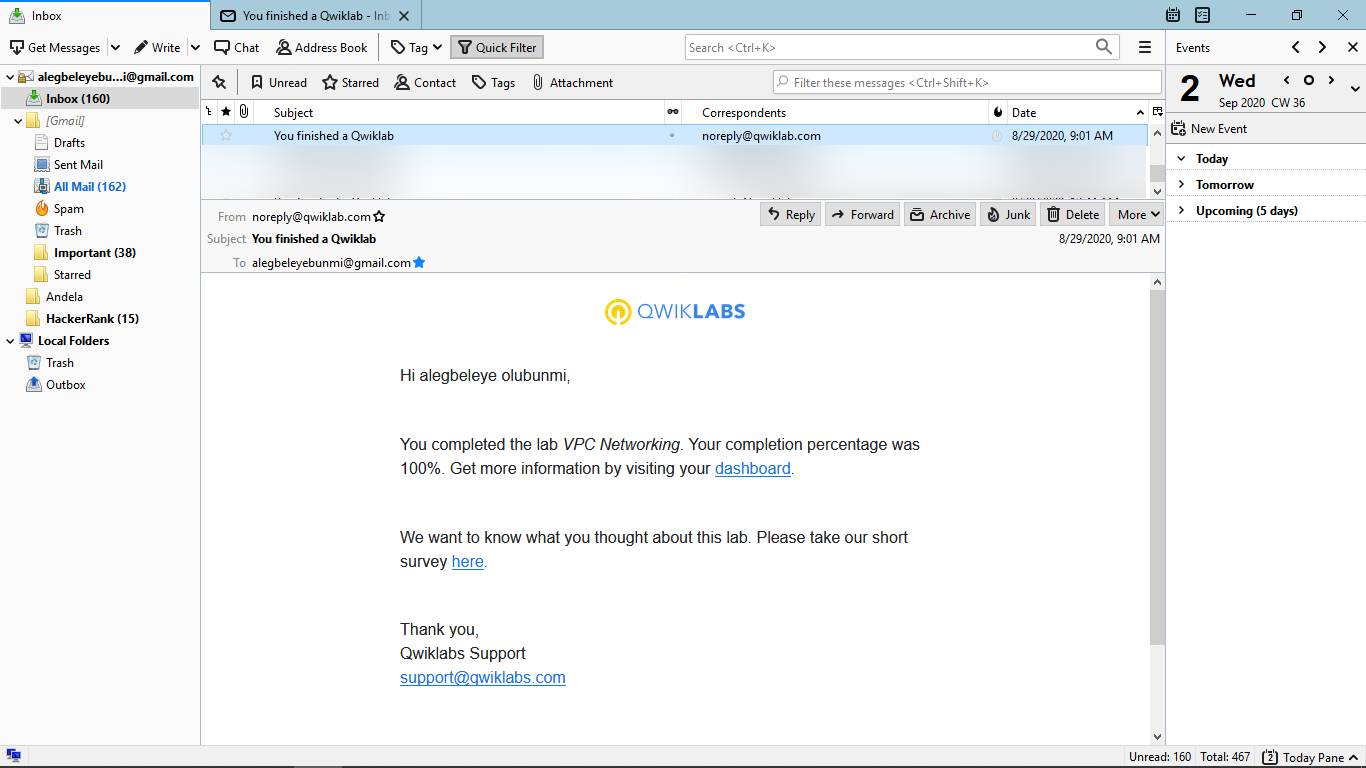 Inbox
You finished a Qwiklab - Inb
Get Messages Write Chat Address Book Tag Quick Filter Search <Ctrl+K>
Events
alegbeleyebu...i@gmail.com
Inbox (160)
[Gmail]
Drafts
Sent Mail
All Mail (162)
Spam
Trash
Important (38)
Starred
Andela
HackerRank (15)
Local Folders
Trash
Outbox
Unread Starred Contact Tags Attachment Filter these messages <Ctrl+Shift+K>
Subject Correspondents Date
You finished a Qwiklab noreply@qwiklab.com 8/29/2020, 9:01 AM
From noreply@qwiklab.com Reply Forward Archive Junk Delete More
Subject You finished a Qwiklab 8/29/2020, 9:01 AM
To alegbeleyebunmi@gmail.com
QWIKLABS
Hi alegbeleye olubunmi,
You completed the lab VPC Networking. Your completion percentage was
100%. Get more information by visiting your dashboard.
We want to know what you thought about this lab. Please take our short
survey here.
Thank you,
Qwiklabs Support
support@qwiklabs.com
2 Wed
Sep 2020 CW 36
New Event
Today
Tomorrow
Upcoming (5 days)
Unread: 160 Total: 467 2 Today Pane